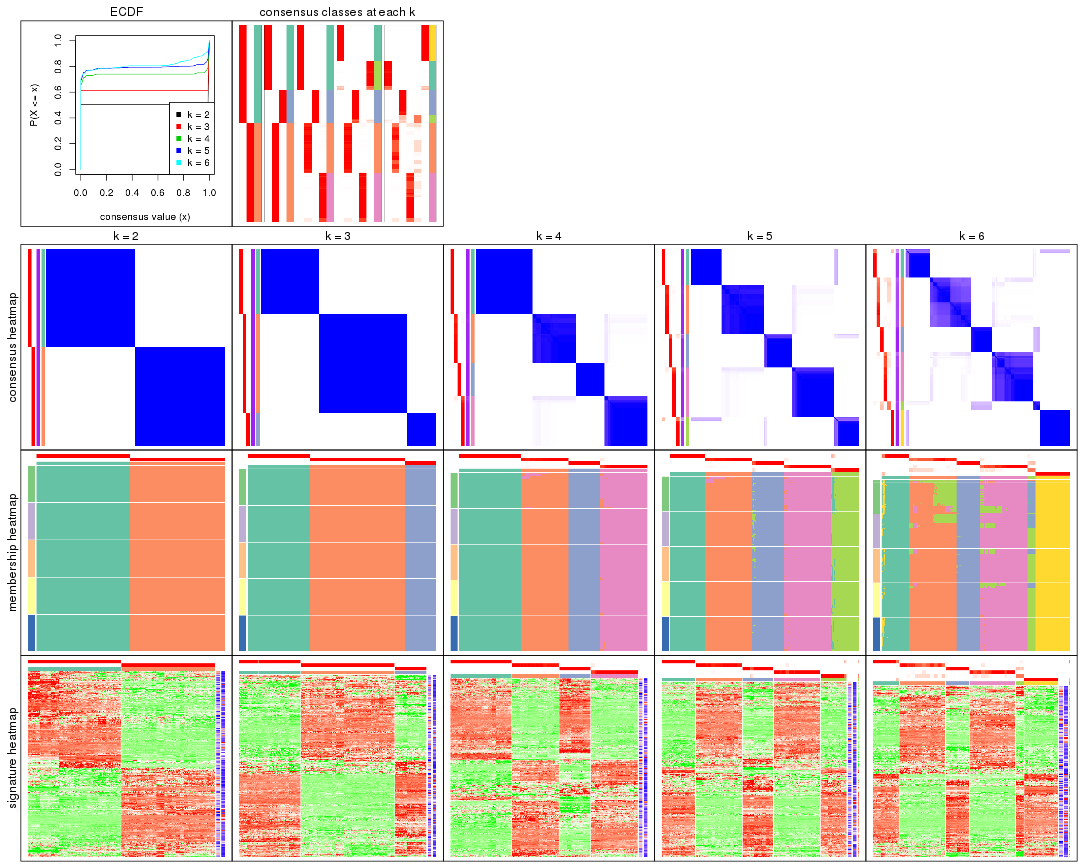 ECDF
consensus classes at each k
P(X <= x)
1.0
0.8
0.6
0.4
0.2
0.0
k = 2
k = 3
k = 4
k = 5
k = 6
0.0 0.2 0.4 0.6 0.8 1.0
consensus value (x)
k = 2
k = 3
k = 4
k = 5
k = 6
consensus heatmap
membership heatmap
signature heatmap